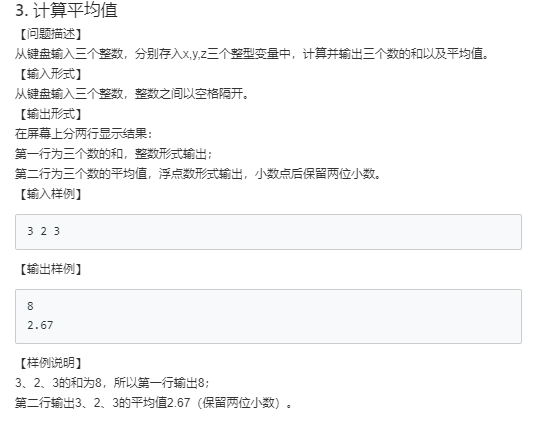 3. 计算平均值
【问题描述】
从键盘输入三个整数，分别存入x,y,z三个整型变量中，计算并输出三个数的和以及平均值。
【输入形式】
从键盘输入三个整数，整数之间以空格隔开。
【输出形式】
在屏幕上分两行显示结果：
第一行为三个数的和，整数形式输出；
第二行为三个数的平均值，浮点数形式输出，小数点后保留两位小数。
【输入样例】
3 2 3
【输出样例】
8
2.67
【样例说明】
3、2、3的和为8，所以第一行输出8；
第二行输出3、2、3的平均值2.67（保留两位小数）。